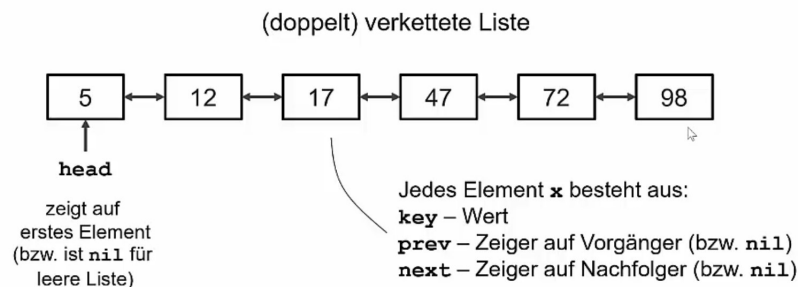 (doppelt) verkettete Liste
5
12
17
47
72
98
head
zeigt auf
erstes Element
(bzw. ist nil für
leere Liste)
Jedes Element x besteht aus:
key – Wert
prev – Zeiger auf Vorgänger (bzw. nil)
next – Zeiger auf Nachfolger (bzw. nil)